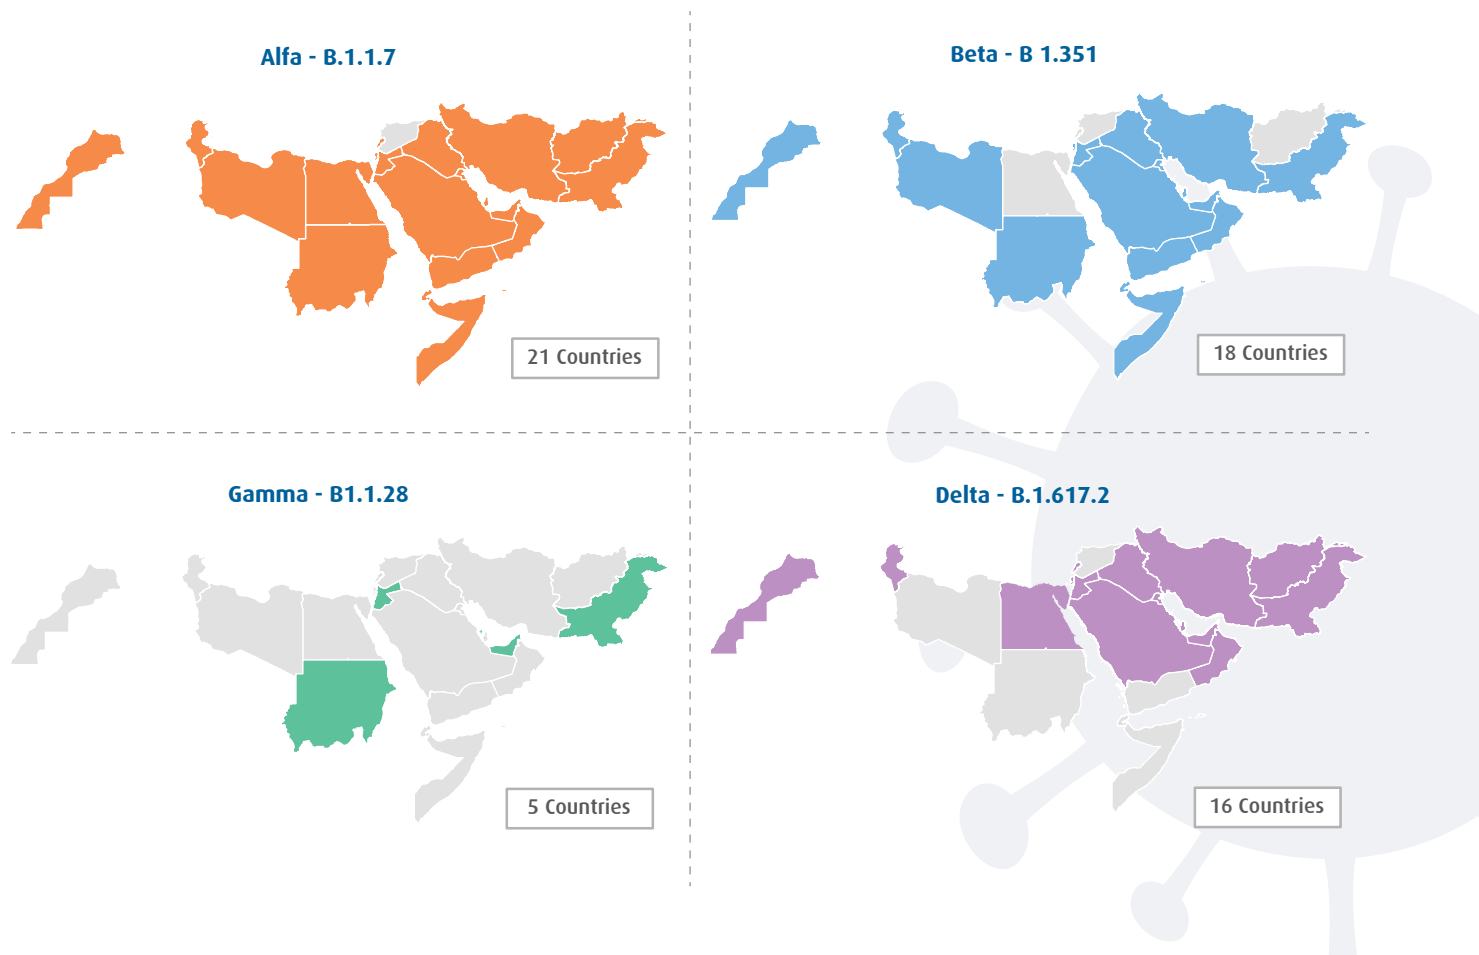 Alfa - B.1.1.7
Beta - B 1.351
21 Countries
18 Countries
Gamma - B1.1.28
Delta - B.1.617.2
5 Countries
16 Countries